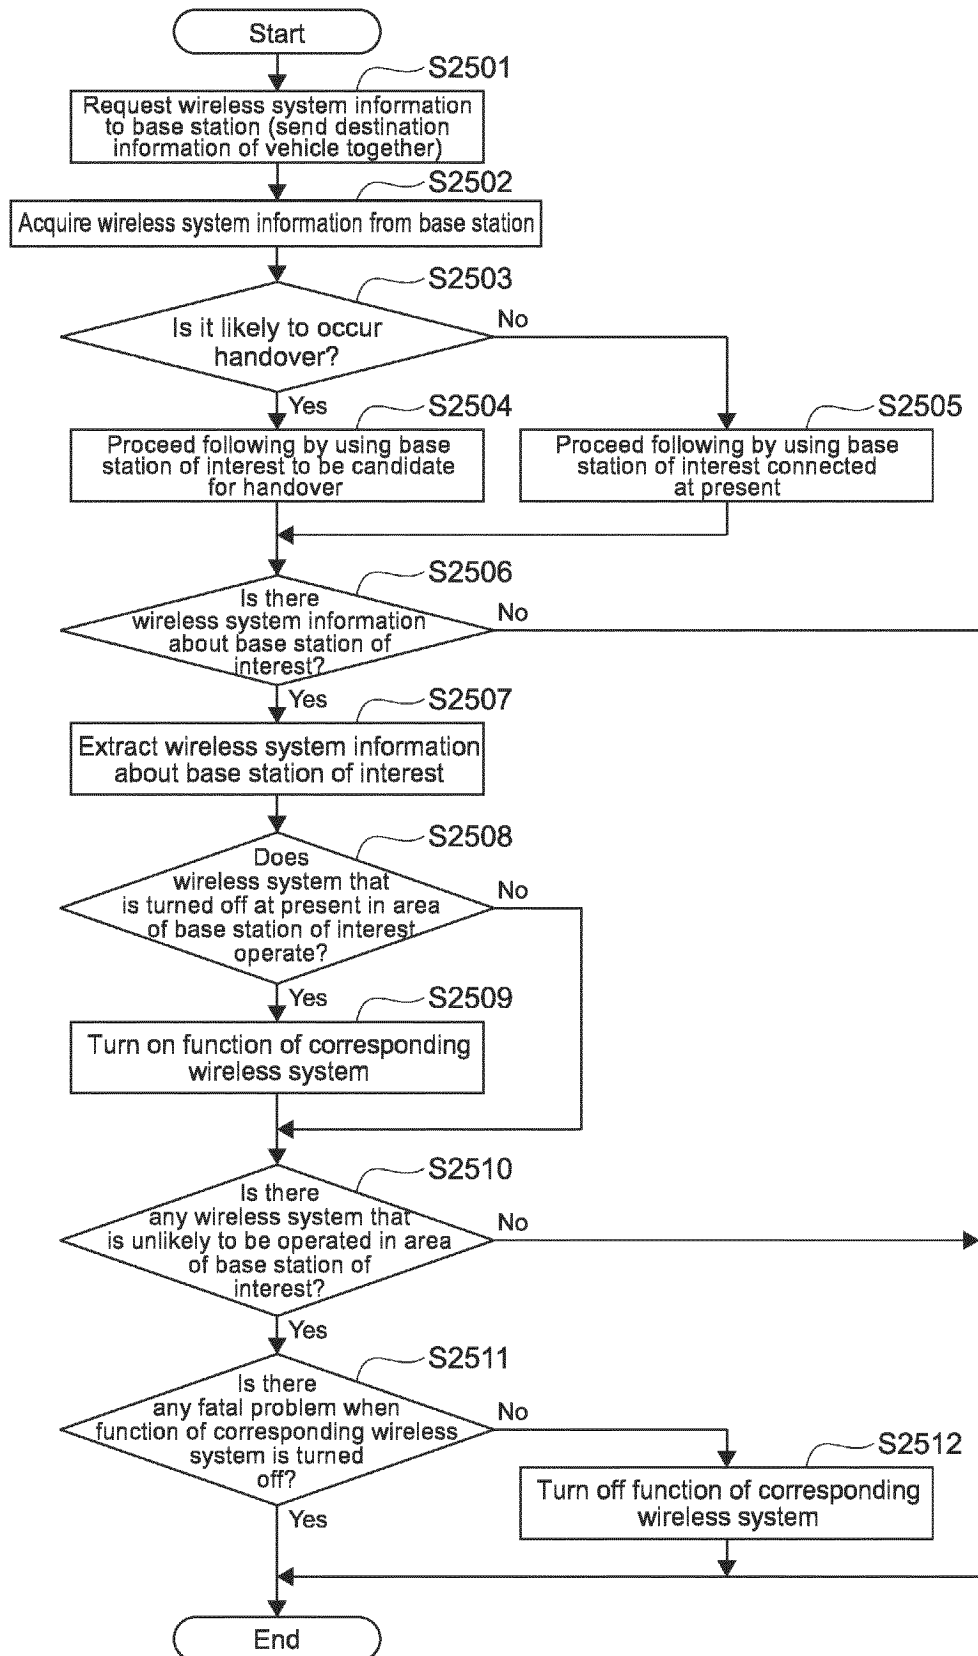 Start
S2501
Request wireless system information
to base station (send destination
information of vehicle together)
S2502
Acquire wireless system information from base station
S2503
Is it likely to occur
handover?
No
Yes
S2504
Proceed following by using base
station of interest to be candidate
for handover
S2505
Proceed following by using base
station of interest connected
at present
S2506
Is there
wireless system information
about base station of
interest?
No
Yes
S2507
Extract wireless system information
about base station of interest
S2508
Does
wireless system that
is turned off at present in area
of base station of interest
operate?
No
Yes
S2509
Turn on function of corresponding
wireless system
S2510
Is there
any wireless system that
is unlikely to be operated in area
of base station of
interest?
No
Yes
S2511
Is there
any fatal problem when
function of corresponding wireless
system is turned
off?
No
Yes
S2512
Turn off function of corresponding
wireless system
End